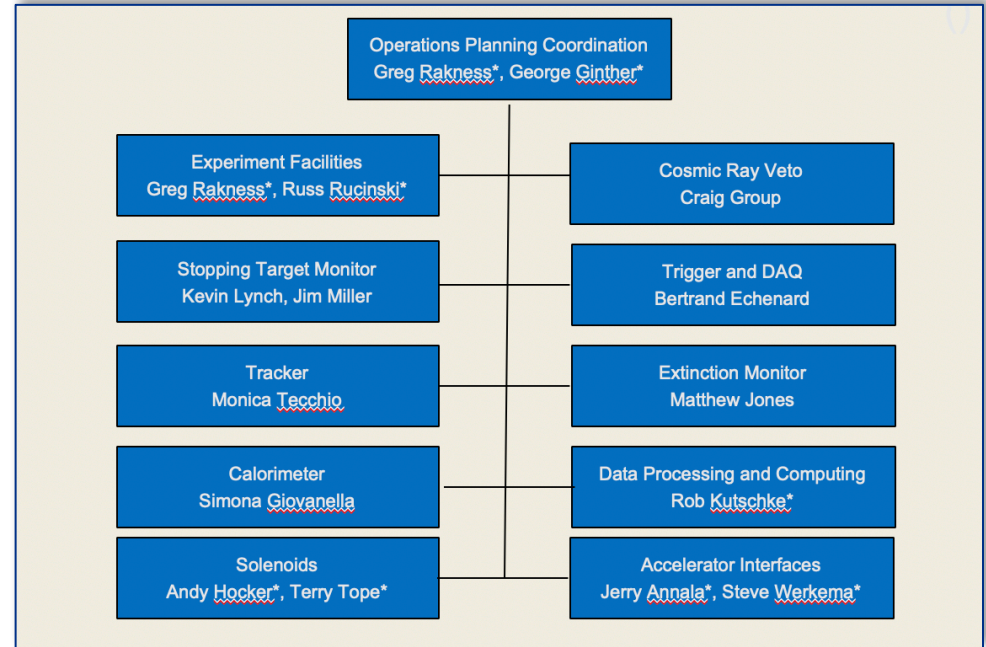 Operations Planning Coordination
Greg Rakness*, George Ginther*
Experiment Facilities
Greg Rakness*, Russ Rucinski*
Cosmic Ray Veto
Craig Group
Stopping Target Monitor
Kevin Lynch, Jim Miller
Trigger and DAQ
Bertrand Echenard
Tracker
Monica Tecchio
Extinction Monitor
Matthew Jones
Calorimeter
Simona Giovanella
Data Processing and Computing
Rob Kutschke*
Solenoids
Andy Hocker*, Terry Tope*
Accelerator Interfaces
Jerry Annala*, Steve Werkema*